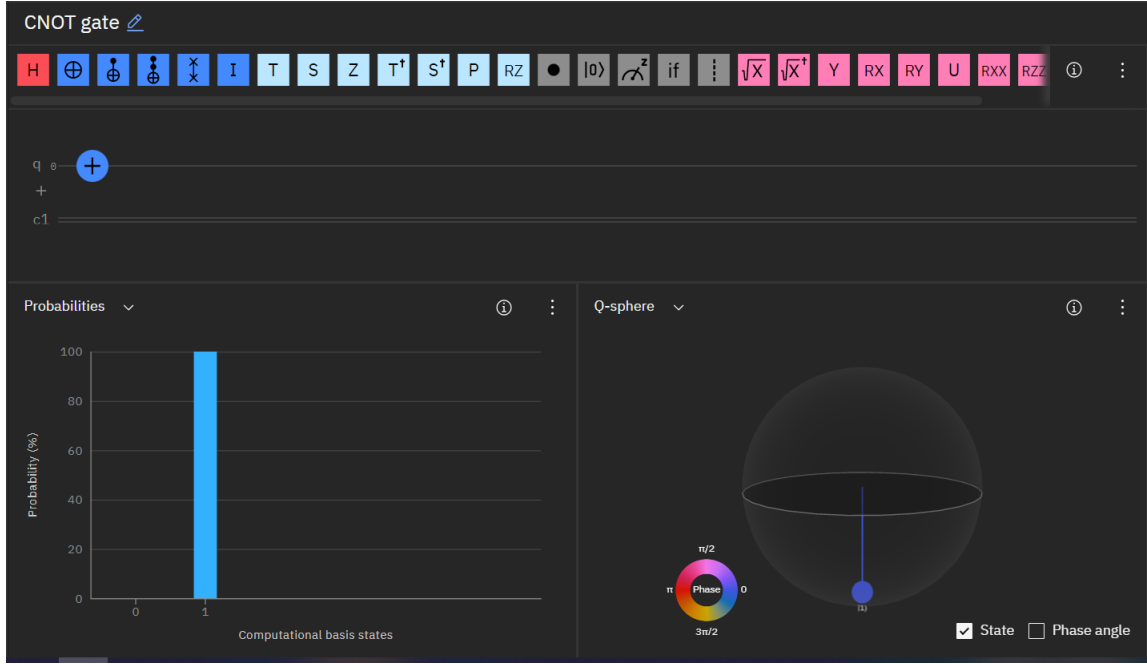 CNOT gate
H I T S Z T† S† P RZ |0⟩ z if √X √X† Y RX RY U RXX RZZ
q 0
+
c1
Probabilities
Q-sphere
100
80
60
40
20
0
Probability (%)
0 1
Computational basis states
π/2
π Phase 0
3π/2
|1⟩
State Phase angle